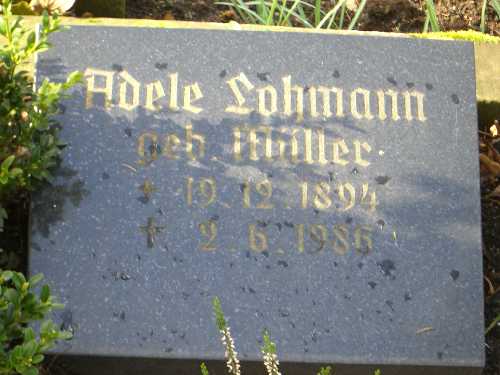 Adele Lohmann
geb. Müller
* 19. 12. 1894
† 2. 6. 1986